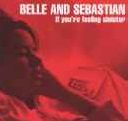 BELLE AND SEBASTIAN
If you're feeling sinister